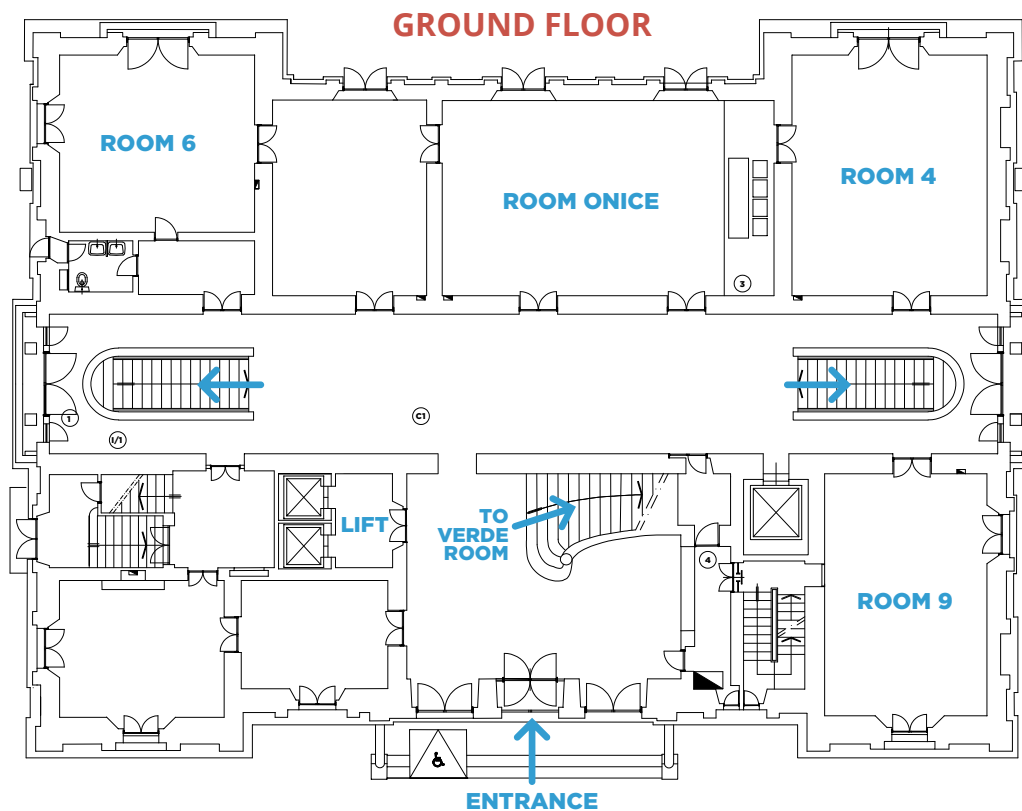 GROUND FLOOR
ROOM 6
ROOM ONICE
ROOM 4
3
1
I/1
C1
LIFT
TO
VERDE
ROOM
4
ROOM 9
ENTRANCE